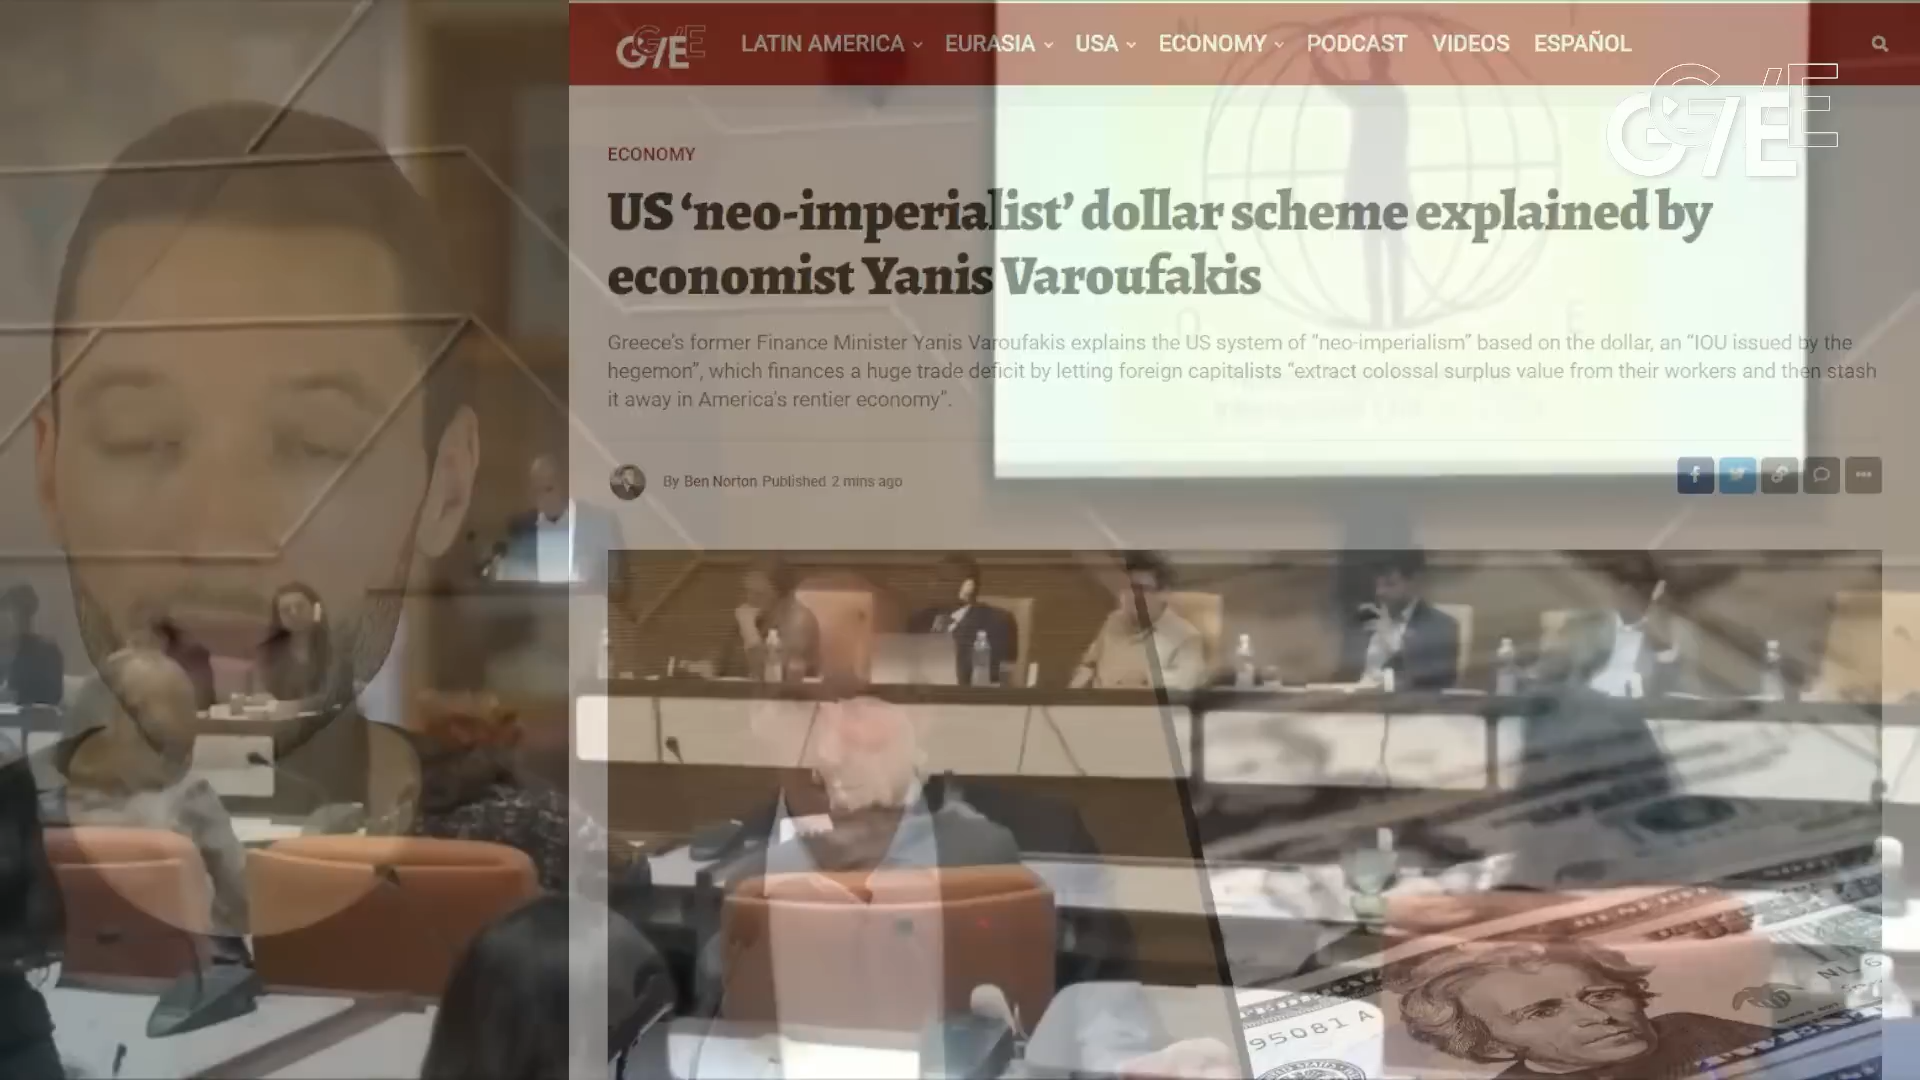 G/E
LATIN AMERICA EURASIA USA ECONOMY PODCAST VIDEOS ESPAÑOL
G/E
ECONOMY
US ‘neo-imperialist’ dollar scheme explained by
economist Yanis Varoufakis
Greece's former Finance Minister Yanis Varoufakis explains the US system of “neo-imperialism” based on the dollar, an “IOU issued by the
hegemon”, which finances a huge trade deficit by letting foreign capitalists “extract colossal surplus value from their workers and then stash
it away in America's rentier economy”.
By Ben Norton Published 2 mins ago
95081 A